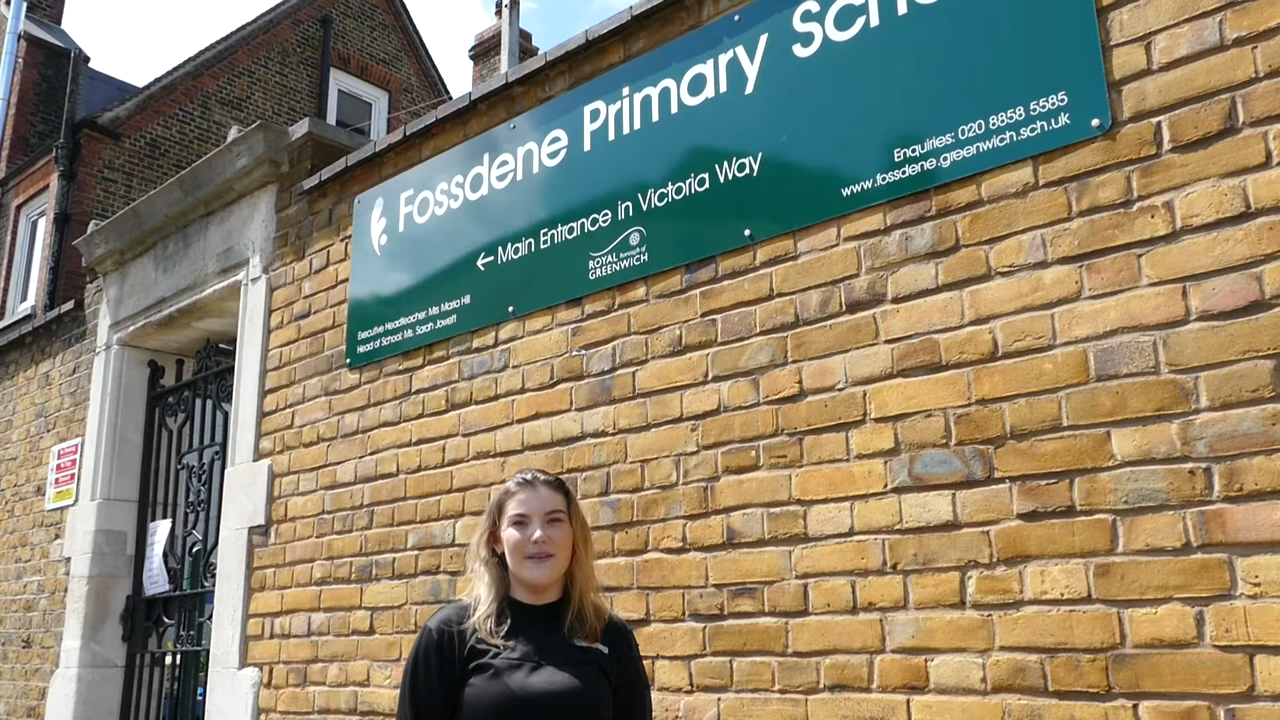 Fossdene Primary Scho
← Main Entrance in Victoria Way
ROYAL borough of
GREENWICH
Enquiries: 020 8858 5585
www.fossdene.greenwich.sch.uk
Executive Headteacher: Mrs Maria Hill
Head of School: Ms. Sarah Jowett